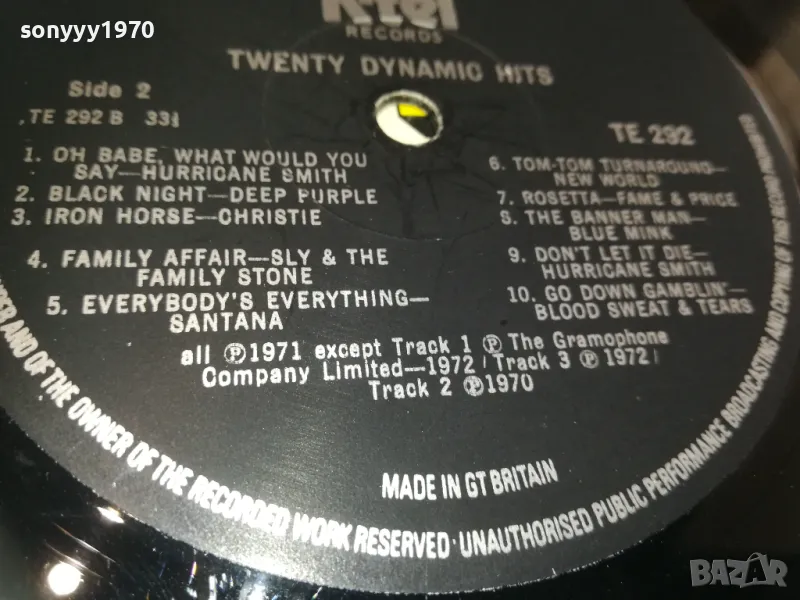 sonyyy1970
K-tel
RECORDS
TWENTY DYNAMIC HITS
Side 2
TE 292 B 33⅓
TE 292
1. OH BABE, WHAT WOULD YOU
SAY—HURRICANE SMITH
2. BLACK NIGHT—DEEP PURPLE
3. IRON HORSE—CHRISTIE
4. FAMILY AFFAIR—SLY & THE
FAMILY STONE
5. EVERYBODY'S EVERYTHING—
SANTANA
6. TOM-TOM TURNAROUND—
NEW WORLD
7. ROSETTA—FAME & PRICE
8. THE BANNER MAN—
BLUE MINK
9. DON'T LET IT DIE—
HURRICANE SMITH
10. GO DOWN GAMBLIN'—
BLOOD SWEAT & TEARS
all ℗1971 except Track 1 ℗ The Gramophone
Company Limited—1972/Track 3 ℗1972/
Track 2 ℗1970
MADE IN GT BRITAIN
AND OF THE OWNER OF THE RECORDED WORK RESERVED·UNAUTHORISED PUBLIC PERFORMANCE BROADCASTING AND COPYING OF THIS RECORD PROHIBITED
BAZAR